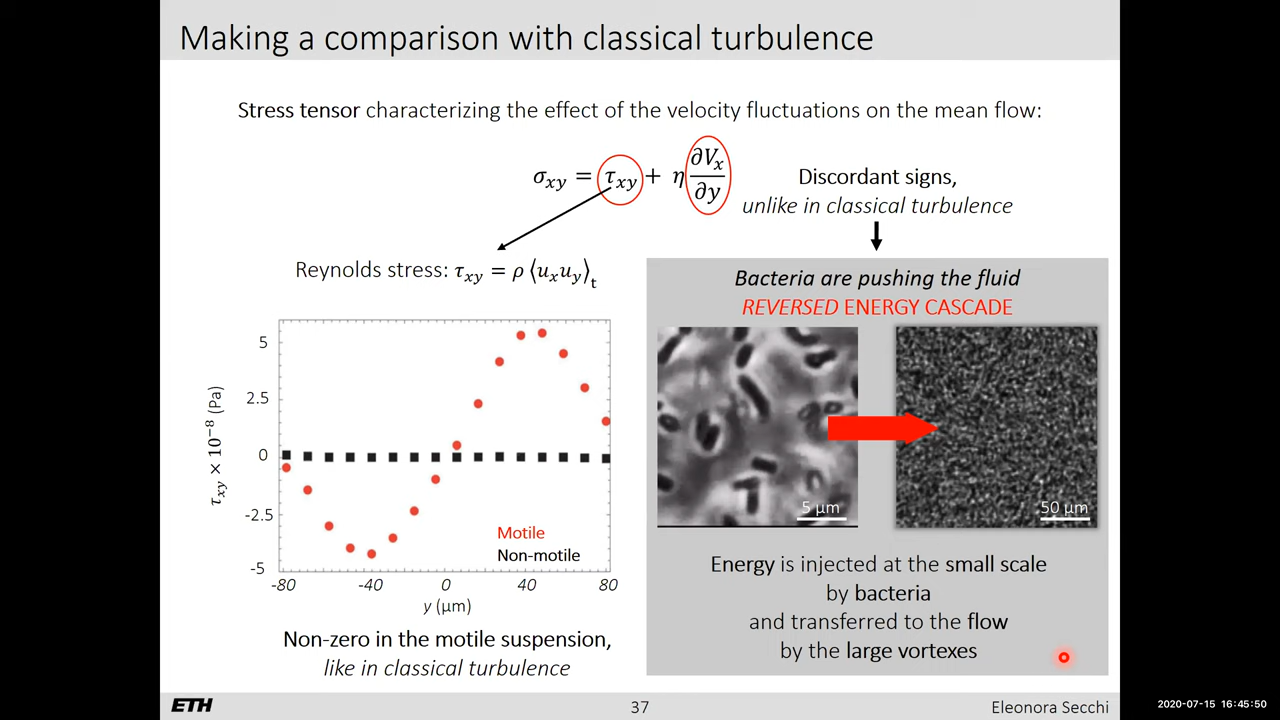 Making a comparison with classical turbulence
Stress tensor characterizing the effect of the velocity fluctuations on the mean flow:
σxy = τxy + η ∂Vx/∂y
Discordant signs,
unlike in classical turbulence
Reynolds stress: τxy = ρ ⟨uxuy⟩t
Bacteria are pushing the fluid
REVERSED ENERGY CASCADE
τxy × 10⁻⁸ (Pa)
5
2.5
0
-2.5
-5
Motile
Non-motile
-80 -40 0 40 80
y (μm)
5 μm
50 μm
Non-zero in the motile suspension,
like in classical turbulence
Energy is injected at the small scale
by bacteria
and transferred to the flow
by the large vortexes
ETH
37
Eleonora Secchi
2020-07-15 16:45:50